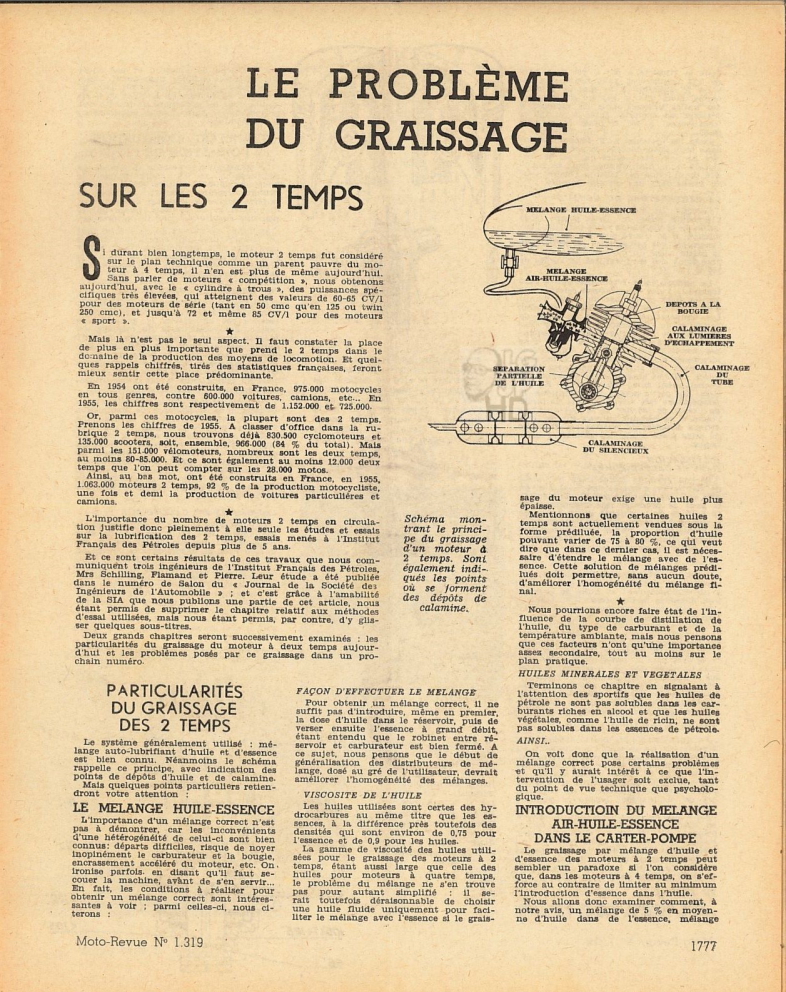 LE PROBLÈME
DU GRAISSAGE
SUR LES 2 TEMPS
Si durant bien longtemps, le moteur 2 temps fut considéré
sur le plan technique comme un parent pauvre du mo-
teur à 4 temps, il n'en est plus de même aujourd'hui.
Sans parler de moteurs « compétition », nous obtenons
aujourd'hui, avec le « cylindre à trous », des puissances spé-
cifiques très élevées, qui atteignent des valeurs de 60-65 CV/l
pour des moteurs de série (tant en 50 cmc qu'en 125 ou twin
250 cmc), et jusqu'à 72 et même 85 CV/l pour des moteurs
« sport ».
★
Mais là n'est pas le seul aspect. Il faus constater la place
de plus en plus importante que prend le 2 temps dans le
domaine de la production des moyens de locomotion. Et quel-
ques rappels chiffrés, tirés des statistiques françaises, feront
mieux sentir cette place prédominante.
En 1954 ont été construits, en France, 975.000 motocycles
en tous genres, contre 600.000 voitures, camions, etc... En
1955, les chiffres sont respectivement de 1.152.000 et 725.000.
Or, parmi ces motocycles, la plupart sont des 2 temps.
Prenons les chiffres de 1955. A classer d'office dans la ru-
brique 2 temps, nous trouvons déjà 830.500 cyclomoteurs et
135.000 scooters, soit, ensemble, 966.000 (84 % du total). Mais
parmi les 151.000 vélomoteurs, nombreux sont les deux temps,
au moins 80-85.000. Et ce sont également au moins 12.000 deux
temps que l'on peut compter sur les 28.000 motos.
Ainsi, au bas mot, ont été construits en France, en 1955,
1.063.000 moteurs 2 temps, 92 % de la production motocycliste,
une fois et demi la production de voitures particulières et
camions.
★
L'importance du nombre de moteurs 2 temps en circula-
tion justifie donc pleinement à elle seule les études et essais
sur la lubrification des 2 temps, essais menés à l'Institut
Français des Pétroles depuis plus de 5 ans.
Et ce sont certains résultats de ces travaux que nous com-
muniquent trois ingénieurs de l'Institut Français des Pétroles,
Mrs Schilling, Flamand et Pierre. Leur étude a été publiée
dans le numéro de Salon du « Journal de la Société des
Ingénieurs de l'Automobile » ; et c'est grâce à l'amabilité
de la SIA que nous publions une partie de cet article, nous
étant permis de supprimer le chapitre relatif aux méthodes
d'essai utilisées, mais nous étant permis, par contre, d'y glis-
ser quelques sous-titres.
Deux grands chapitres seront successivement examinés : les
particularités du graissage du moteur à deux temps aujour-
d'hui et les problèmes posés par ce graissage dans un pro-
chain numéro.
MELANGE HUILE-ESSENCE
MELANGE
AIR-HUILE-ESSENCE
DEPOTS A LA
BOUGIE
CALAMINAGE
AUX LUMIERES
D'ECHAPPEMENT
CALAMINAGE
DU
TUBE
SEPARATION
PARTIELLE
DE L'HUILE
CALAMINAGE
DU SILENCIEUX
Schéma mon-
trant le princi-
pe du graissage
d'un moteur à
2 temps. Sont
également indi-
qués les points
où se forment
des dépôts de
calamine.
PARTICULARITÉS
DU GRAISSAGE
DES 2 TEMPS
Le système généralement utilisé : mé-
lange auto-lubrifiant d'huile et d'essence
est bien connu. Néanmoins le schéma
rappelle ce principe, avec indication des
points de dépôts d'huile et de calamine.
Mais quelques points particuliers retien-
dront votre attention :
LE MELANGE HUILE-ESSENCE
L'importance d'un mélange correct n'est
pas à démontrer, car les inconvénients
d'une hétérogénéité de celui-ci sont bien
connus: départs difficiles, risque de noyer
inopinément le carburateur et la bougie,
encrassement accéléré du moteur, etc. On
ironise parfois en disant qu'il faut se-
couer la machine, avant de s'en servir...
En fait, les conditions à réaliser pour
obtenir un mélange correct sont intéres-
santes à voir ; parmi celles-ci, nous ci-
terons :
FAÇON D'EFFECTUER LE MELANGE
Pour obtenir un mélange correct, il ne
suffit pas d'introduire, même en premier,
la dose d'huile dans le réservoir, puis de
verser ensuite l'essence à grand débit,
étant entendu que le robinet entre ré-
servoir et carburateur est bien fermé. A
ce sujet, nous pensons que le début de
généralisation des distributeurs de mé-
lange, dosé au gré de l'utilisateur, devrait
améliorer l'homogénéité des mélanges.
VISCOSITE DE L'HUILE
Les huiles utilisées sont certes des hy-
drocarbures au même titre que les es-
sences, à la différence près toutefois des
densités qui sont environ de 0,75 pour
l'essence et de 0,9 pour les huiles.
La gamme de viscosité des huiles utili-
sées pour le graissage des moteurs à 2
temps, étant aussi large que celle des
huiles pour moteurs à quatre temps,
le problème du mélange ne s'en trouve
pas pour autant simplifié : il se-
rait toutefois déraisonnable de choisir
une huile fluide uniquement pour faci-
liter le mélange avec l'essence si le grais-
sage du moteur exige une huile plus
épaisse.
Mentionnons que certaines huiles 2
temps sont actuellement vendues sous la
forme prédiluée, la proportion d'huile
pouvant varier de 75 à 80 %, ce qui veut
dire que dans ce dernier cas, il est néces-
saire d'étendre le mélange avec de l'es-
sence. Cette solution de mélanges prédi-
lués doit permettre, sans aucun doute,
d'améliorer l'homogénéité du mélange fi-
nal.
★
Nous pourrions encore faire état de l'in-
fluence de la courbe de distillation de
l'huile, du type de carburant et de la
température ambiante, mais nous pensons
que ces facteurs n'ont qu'une importance
assez secondaire, tout au moins sur le
plan pratique.
HUILES MINERALES ET VEGETALES
Terminons ce chapitre en signalant à
l'attention des sportifs que les huiles de
pétrole ne sont pas solubles dans les car-
burants riches en alcool et que les huiles
végétales, comme l'huile de ricin, ne sont
pas solubles dans les essences de pétrole.
AINSI..
On voit donc que la réalisation d'un
mélange correct pose certains problèmes
et qu'il y aurait intérêt à ce que l'in-
tervention de l'usager soit exclue, tant
du point de vue technique que psycholo-
gique.
INTRODUCTIOIN DU MELANGE
AIR-HUILE-ESSENCE
DANS LE CARTER-POMPE
Le graissage par mélange d'huile et
d'essence des moteurs à 2 temps peut
sembler un paradoxe si l'on considère
que, dans les moteurs à 4 temps, on s'ef-
force au contraire de limiter au minimum
l'introduction d'essence dans l'huile.
Nous allons donc examiner comment, à
notre avis, un mélange de 5 % en moyen-
ne d'huile dans de l'essence, mélange
Moto-Revue Nº 1.319
1777